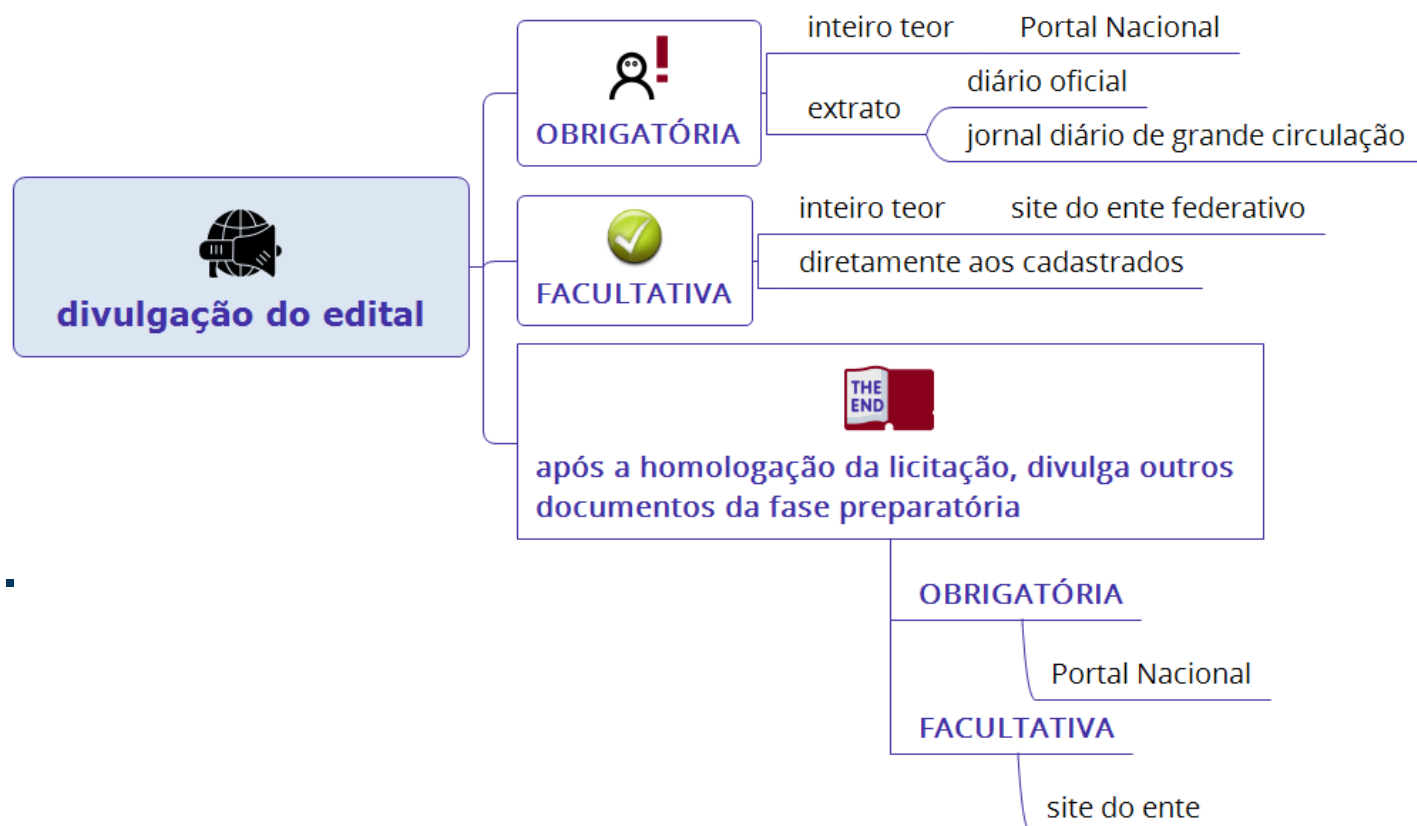 divulgação do edital
OBRIGATÓRIA
inteiro teor Portal Nacional
extrato
diário oficial
jornal diário de grande circulação
FACULTATIVA
inteiro teor site do ente federativo
diretamente aos cadastrados
THE
END
após a homologação da licitação, divulga outros
documentos da fase preparatória
OBRIGATÓRIA
Portal Nacional
FACULTATIVA
site do ente